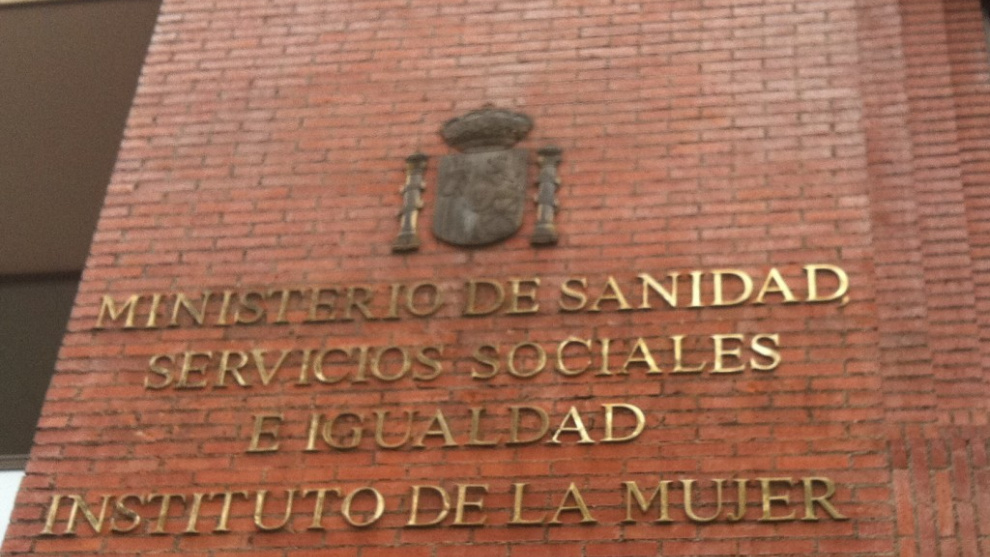 MINISTERIO DE SANIDAD,
SERVICIOS SOCIALES
E IGUALDAD
INSTITUTO DE LA MUJER